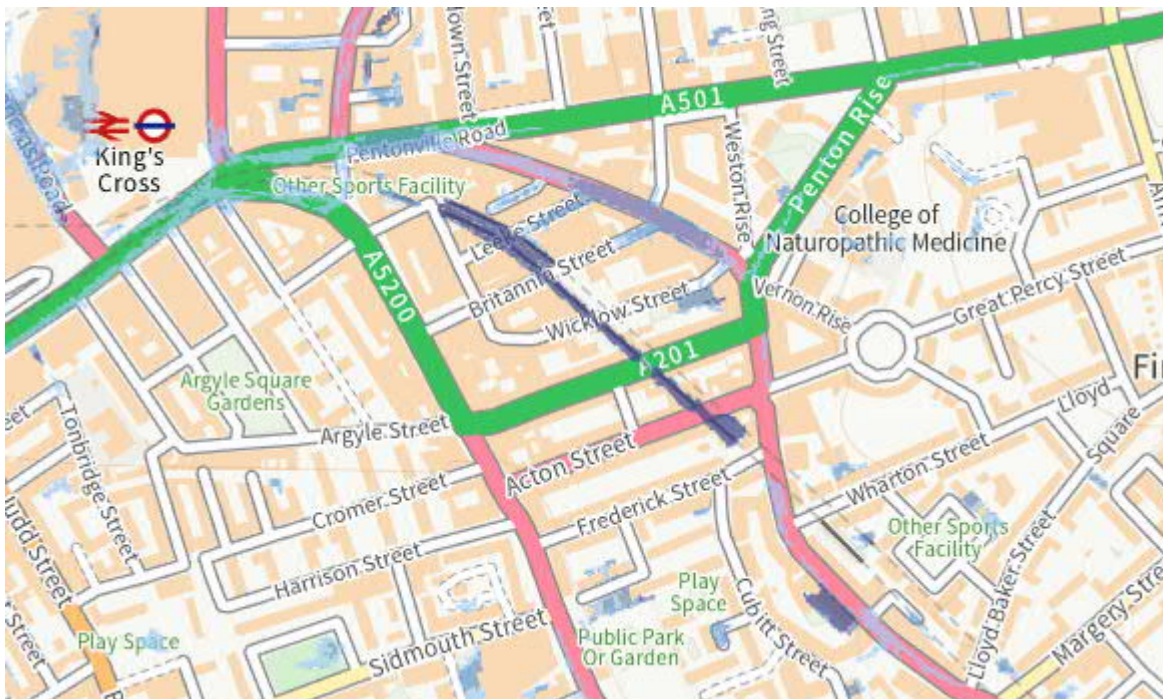 A501
Pentonville Road
Penton Rise
Weston Rise
King's
Cross
Other Sports Facility
College of
Naturopathic Medicine
Leeke Street
Britannia Street
Wicklow Street
Vernon Rise
Great Percy Street
A5200
A201
Argyle Square
Gardens
Argyle Street
Acton Street
Lloyd
Square
Tonbridge Street
Cromer Street
Frederick Street
Wharton Street
Other Sports
Facility
Harrison Street
Judd Street
Play
Space
Cubitt Street
Lloyd Baker Street
Play Space
Sidmouth Street
Public Park
Or Garden